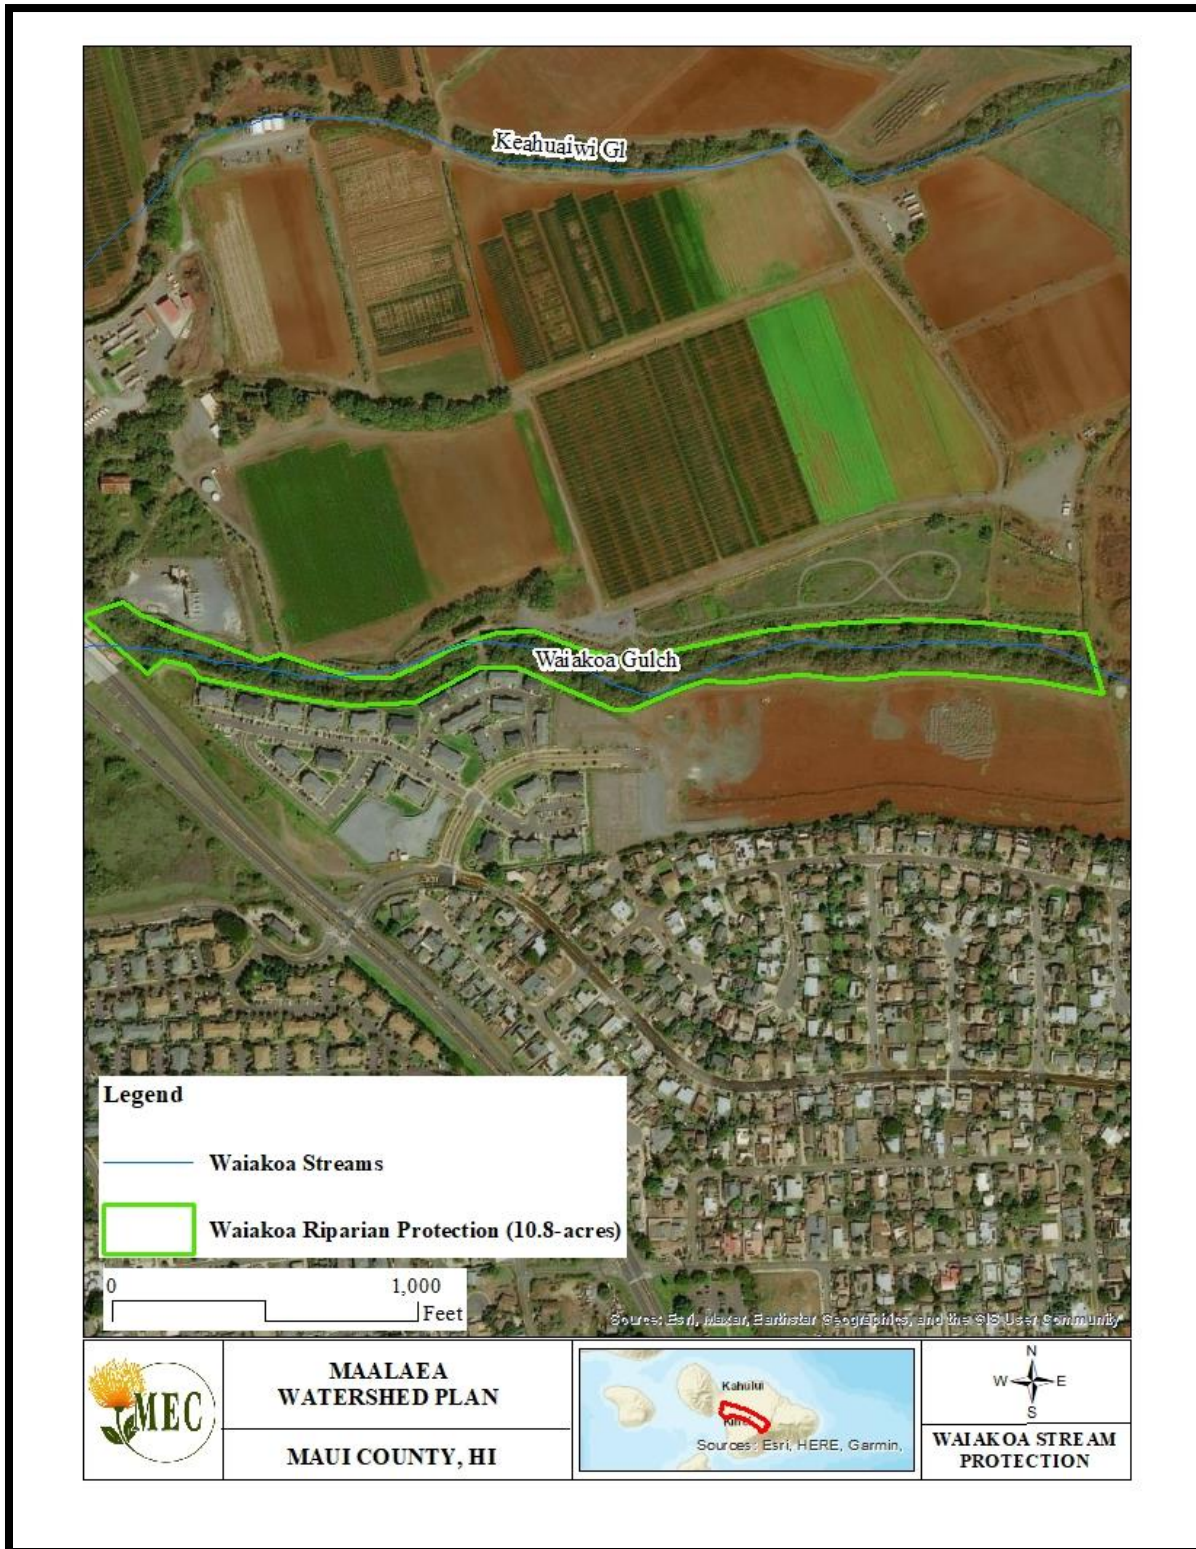 Keahuaiwi Gl
Waiakoa Gulch
Legend
Waiakoa Streams
Waiakoa Riparian Protection (10.8-acres)
0 1,000
Feet
Source: Esri, Maxar, Earthstar Geographics, and the GIS User Community
MEC
MAALAEA
WATERSHED PLAN
MAUI COUNTY, HI
Kahului
Kihei
Sources: Esri, HERE, Garmin,
N
W E
S
WAIAKOA STREAM
PROTECTION